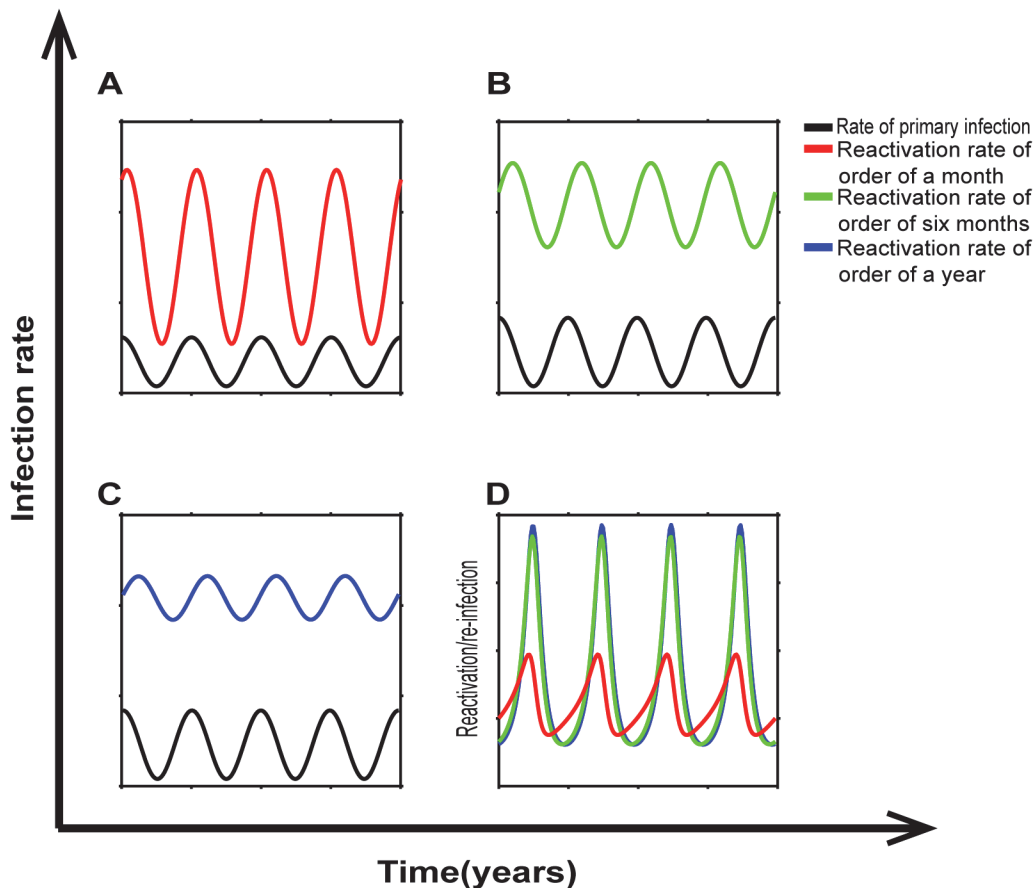 A
B
Rate of primary infection
Reactivation rate of
order of a month
Reactivation rate of
order of six months
Reactivation rate of
order of a year
Infection rate
C
D
Reactivation/re-infection
Time(years)